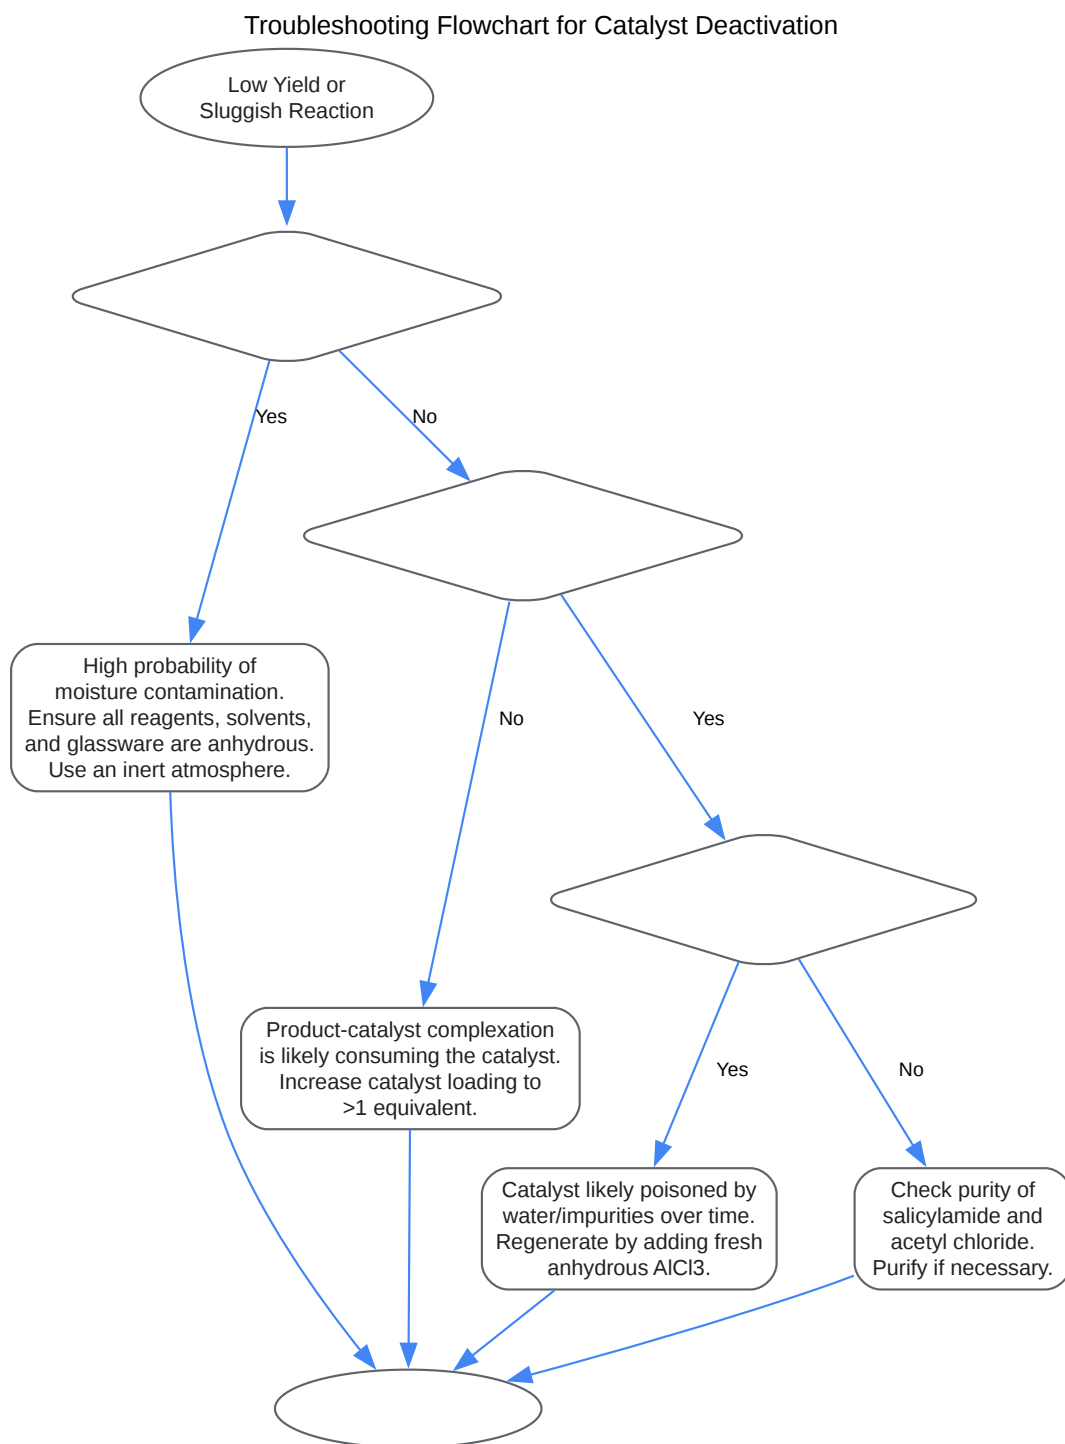 Troubleshooting Flowchart for Catalyst Deactivation
Low Yield or
Sluggish Reaction
Yes
No
High probability of
moisture contamination.
Ensure all reagents, solvents,
and glassware are anhydrous.
Use an inert atmosphere.
No
Yes
Product-catalyst complexation
is likely consuming the catalyst.
Increase catalyst loading to
>1 equivalent.
Yes
No
Catalyst likely poisoned by
water/impurities over time.
Regenerate by adding fresh
anhydrous AlCl3.
Check purity of
salicylamide and
acetyl chloride.
Purify if necessary.